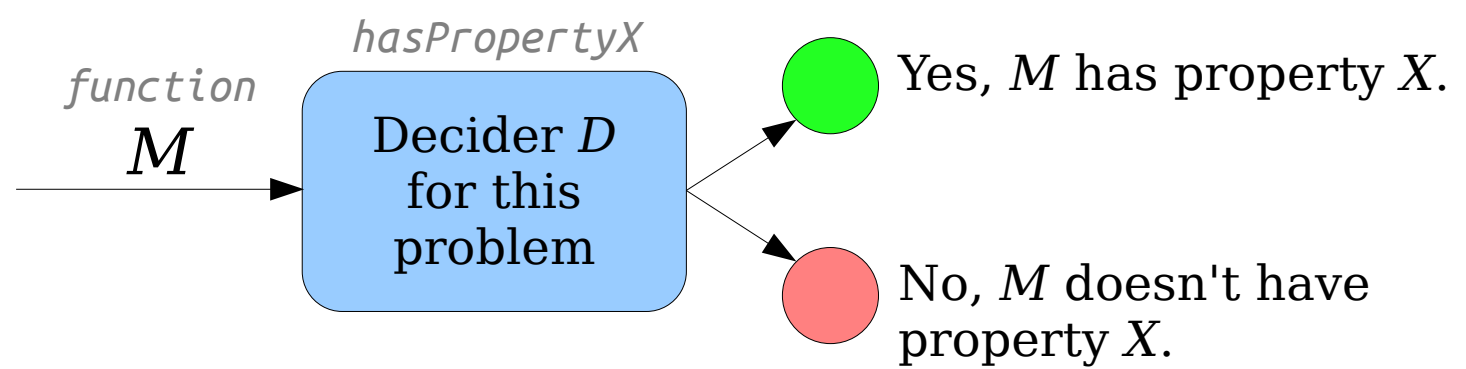 function
M
hasPropertyX
Decider D
for this
problem
Yes, M has property X.
No, M doesn't have
property X.